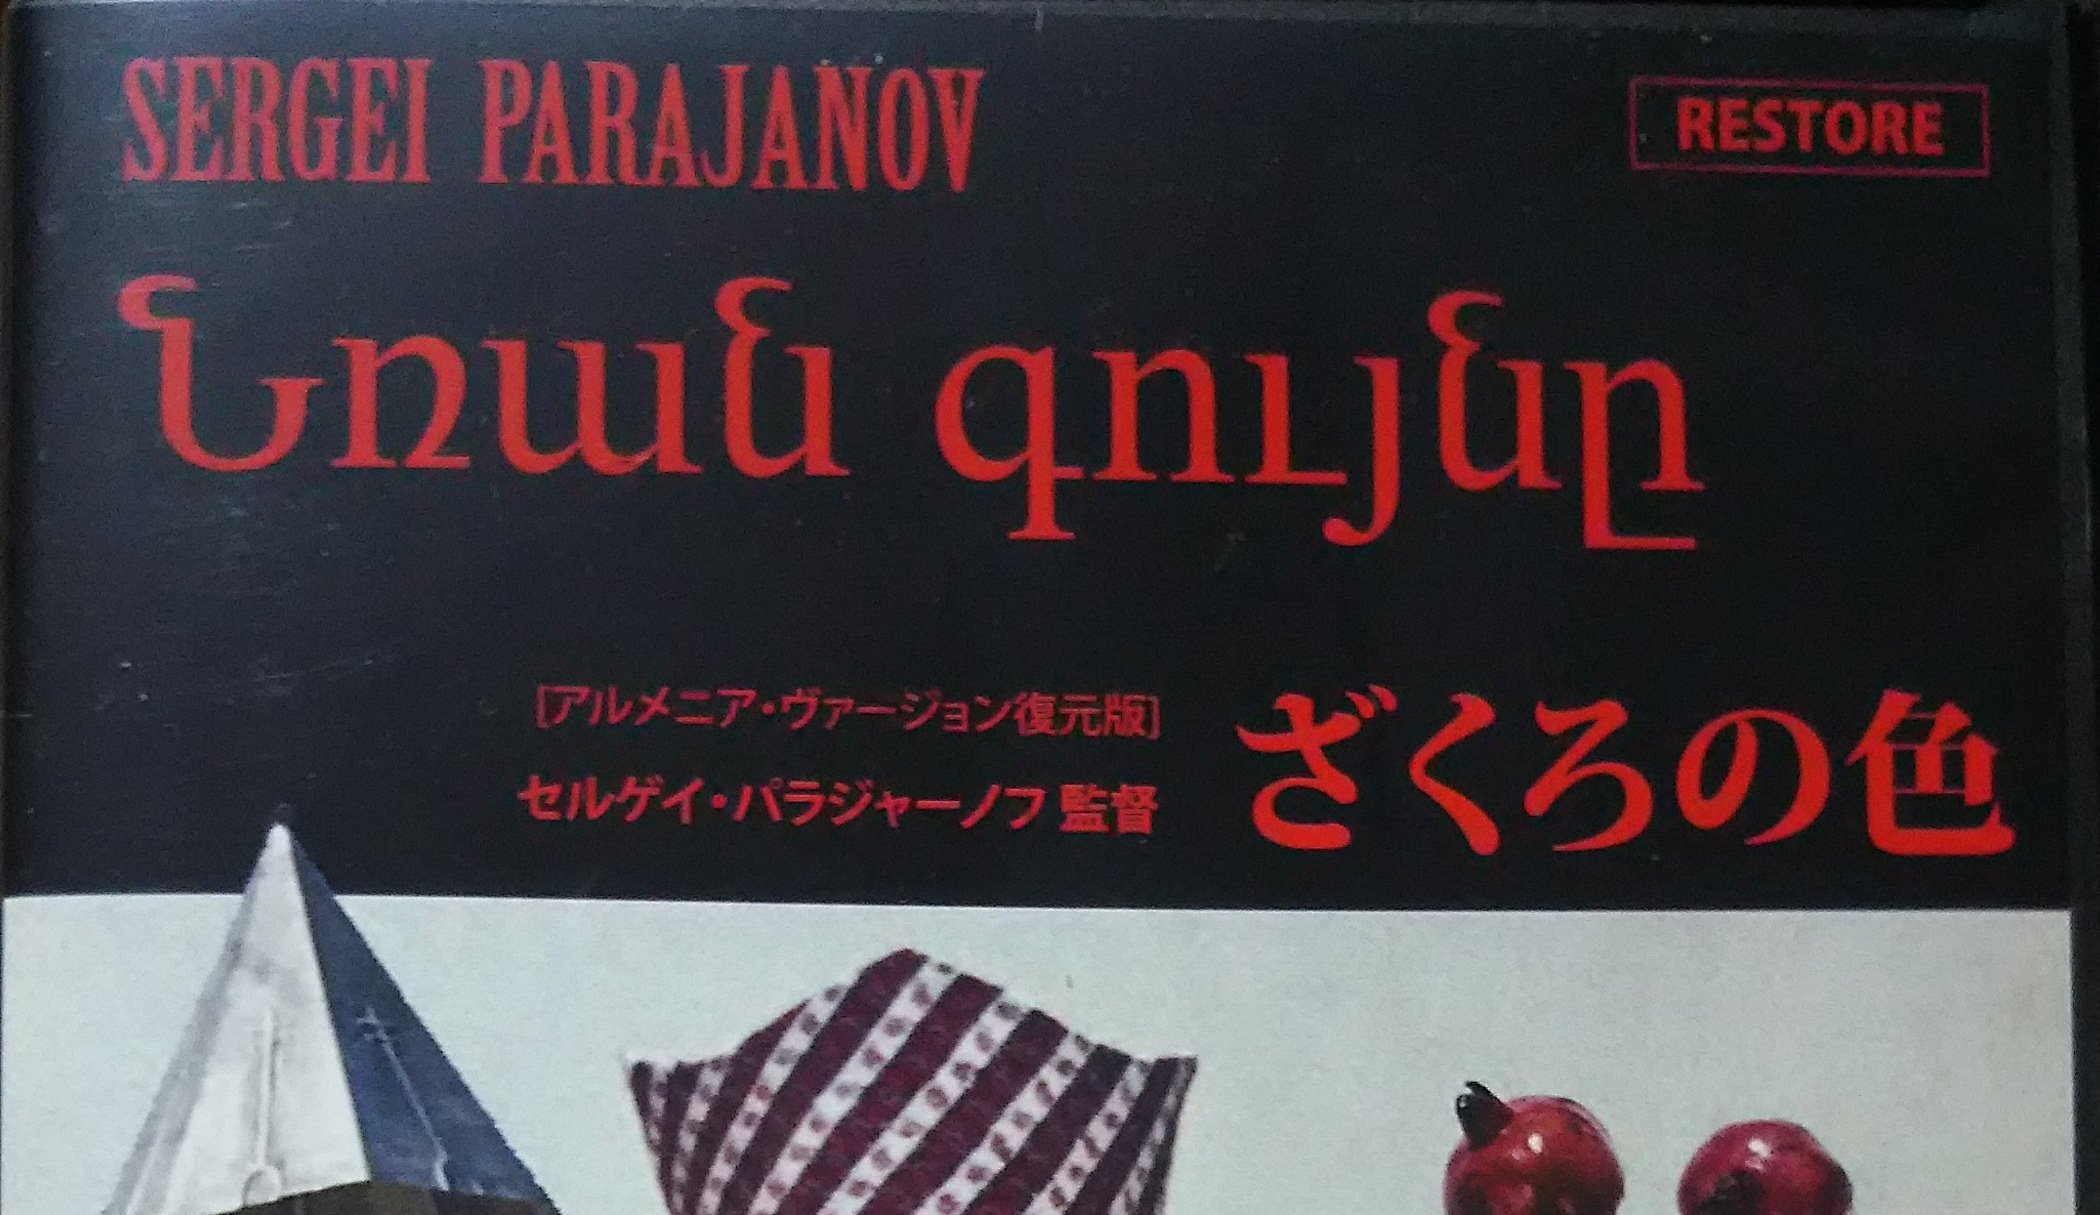 SERGEI PARAJANOV
RESTORE
Նռան գույնը
[アルメニア・ヴァージョン復元版]
セルゲイ・パラジャーノフ 監督
ざくろの色